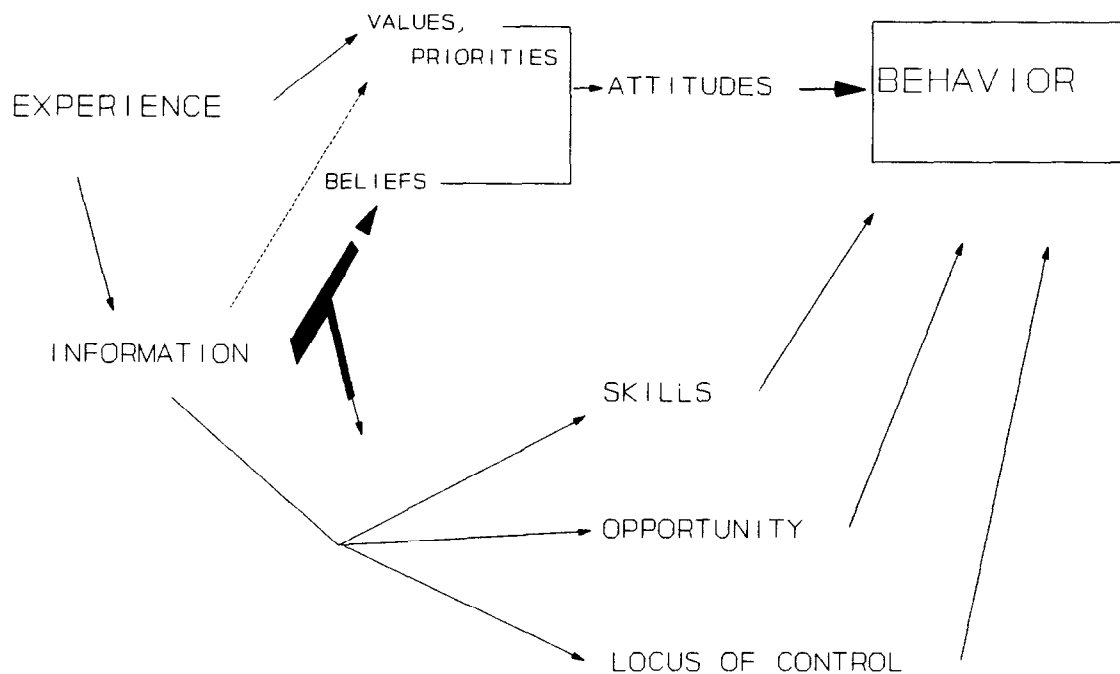 VALUES,
PRIORITIES
EXPERIENCE
ATTITUDES
BEHAVIOR
BELIEFS
INFORMATION
SKILLS
OPPORTUNITY
LOCUS OF CONTROL